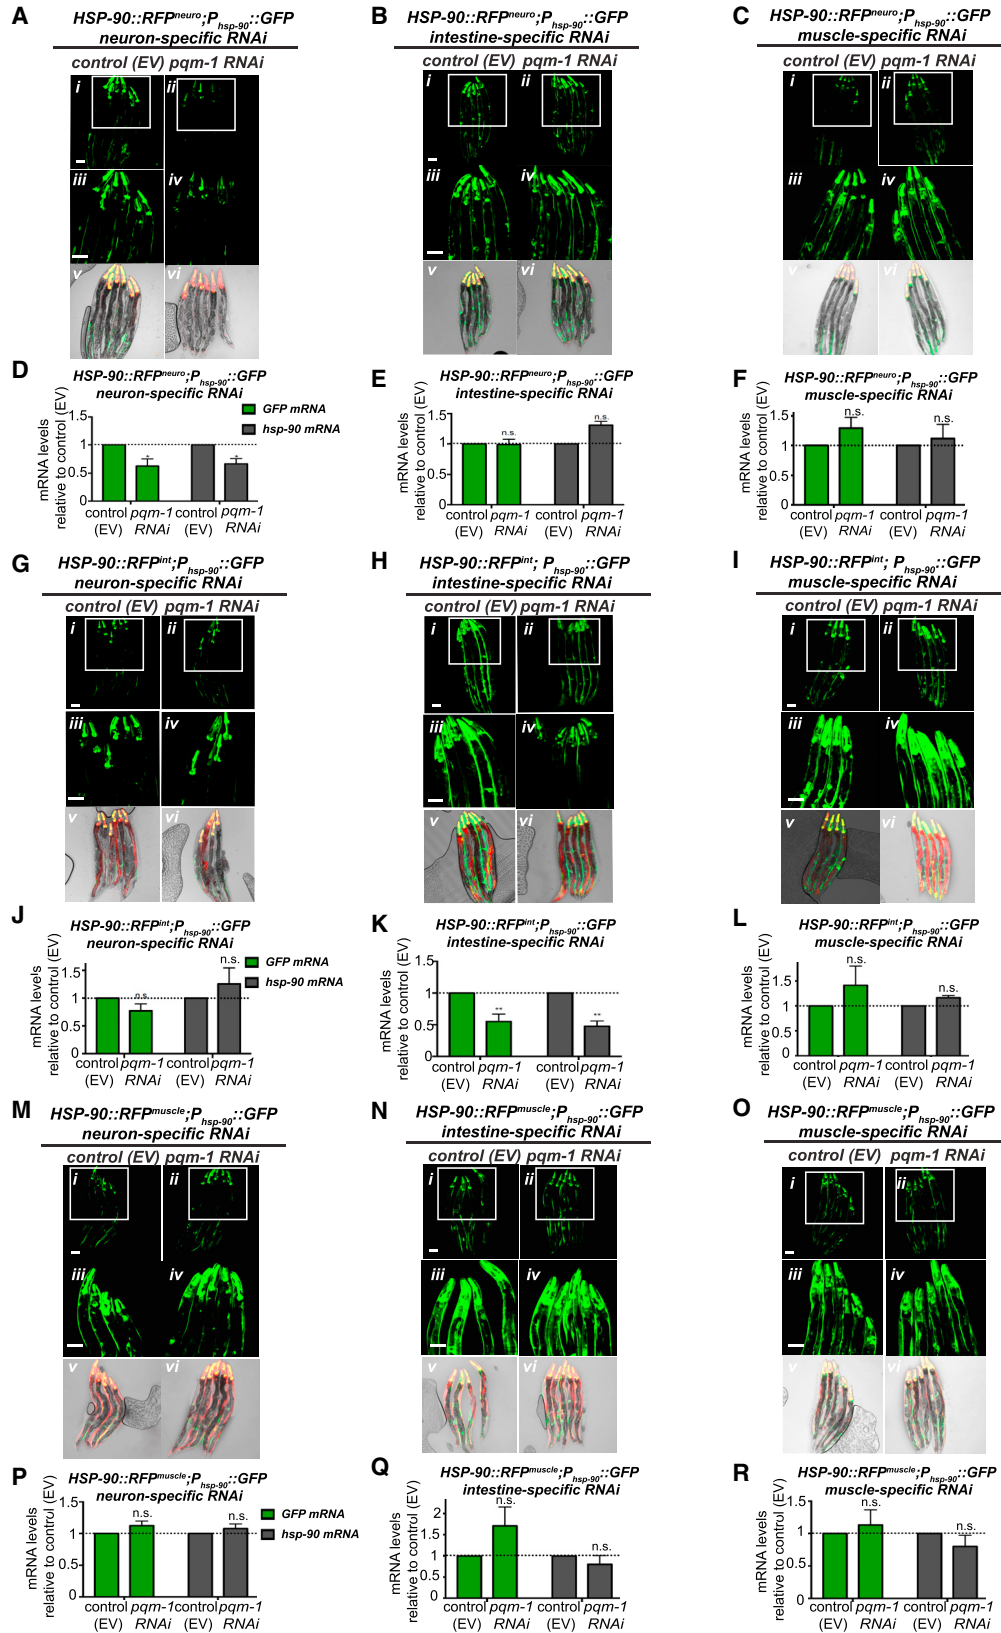 A
HSP-90::RFPneuro;Phsp-90::GFP
neuron-specific RNAi
control (EV) pqm-1 RNAi
i
ii
iii
iv
v
vi
B
HSP-90::RFPneuro;Phsp-90::GFP
intestine-specific RNAi
control (EV) pqm-1 RNAi
i
ii
iii
iv
v
vi
C
HSP-90::RFPneuro;Phsp-90::GFP
muscle-specific RNAi
control (EV) pqm-1 RNAi
i
ii
iii
iv
v
vi
D
HSP-90::RFPneuro;Phsp-90::GFP
neuron-specific RNAi
GFP mRNA
hsp-90 mRNA
mRNA levels
relative to control (EV)
1.5
1
0.5
0
*
*
control pqm-1 control pqm-1
(EV) RNAi (EV) RNAi
E
HSP-90::RFPneuro;Phsp-90::GFP
intestine-specific RNAi
mRNA levels
relative to control (EV)
1.5
1
0.5
0
n.s.
n.s.
control pqm-1 control pqm-1
(EV) RNAi (EV) RNAi
F
HSP-90::RFPneuro;Phsp-90::GFP
muscle-specific RNAi
mRNA levels
relative to control (EV)
1.5
1
0.5
0
n.s.
n.s.
control pqm-1 control pqm-1
(EV) RNAi (EV) RNAi
G
HSP-90::RFPint;Phsp-90::GFP
neuron-specific RNAi
control (EV) pqm-1 RNAi
i
ii
iii
iv
v
vi
H
HSP-90::RFPint; Phsp-90::GFP
intestine-specific RNAi
control (EV) pqm-1 RNAi
i
ii
iii
iv
v
vi
I
HSP-90::RFPint; Phsp-90::GFP
muscle-specific RNAi
control (EV) pqm-1 RNAi
i
ii
iii
iv
v
vi
J
HSP-90::RFPint;Phsp-90::GFP
neuron-specific RNAi
GFP mRNA
hsp-90 mRNA
mRNA levels
relative to control (EV)
1.5
1
0.5
0
n.s.
n.s.
control pqm-1 control pqm-1
(EV) RNAi (EV) RNAi
K
HSP-90::RFPint;Phsp-90::GFP
intestine-specific RNAi
mRNA levels
relative to control (EV)
1.5
1
0.5
0
**
**
control pqm-1 control pqm-1
(EV) RNAi (EV) RNAi
L
HSP-90::RFPint;Phsp-90::GFP
muscle-specific RNAi
mRNA levels
relative to control (EV)
1.5
1
0.5
0
n.s.
n.s.
control pqm-1 control pqm-1
(EV) RNAi (EV) RNAi
M
HSP-90::RFPmuscle;Phsp-90::GFP
neuron-specific RNAi
control (EV) pqm-1 RNAi
i
ii
iii
iv
v
vi
N
HSP-90::RFPmuscle;Phsp-90::GFP
intestine-specific RNAi
control (EV) pqm-1 RNAi
i
ii
iii
iv
v
vi
O
HSP-90::RFPmuscle;Phsp-90::GFP
muscle-specific RNAi
control (EV) pqm-1 RNAi
i
ii
iii
iv
v
vi
P
HSP-90::RFPmuscle;Phsp-90::GFP
neuron-specific RNAi
GFP mRNA
hsp-90 mRNA
mRNA levels
relative to control (EV)
1.5
1
0.5
0
n.s.
n.s.
control pqm-1 control pqm-1
(EV) RNAi (EV) RNAi
Q
HSP-90::RFPmuscle;Phsp-90::GFP
intestine-specific RNAi
mRNA levels
relative to control (EV)
2
1.5
1
0.5
0
n.s.
n.s.
control pqm-1 control pqm-1
(EV) RNAi (EV) RNAi
R
HSP-90::RFPmuscle;Phsp-90::GFP
muscle-specific RNAi
mRNA levels
relative to control (EV)
1.5
1
0.5
0
n.s.
n.s.
control pqm-1 control pqm-1
(EV) RNAi (EV) RNAi